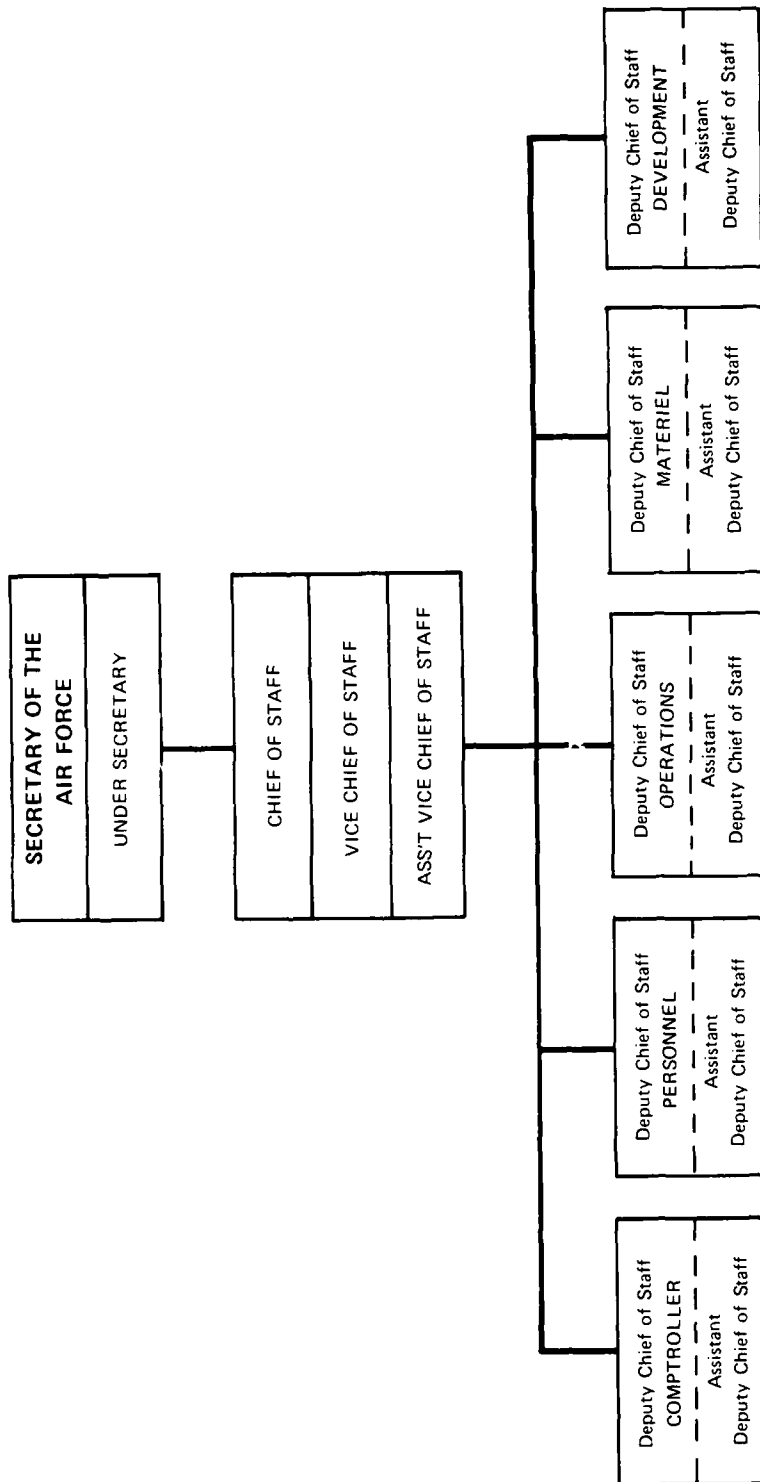 SECRETARY OF THE
AIR FORCE
UNDER SECRETARY
CHIEF OF STAFF
VICE CHIEF OF STAFF
ASS'T VICE CHIEF OF STAFF
Deputy Chief of Staff
COMPTROLLER
Assistant
Deputy Chief of Staff
Deputy Chief of Staff
PERSONNEL
Assistant
Deputy Chief of Staff
Deputy Chief of Staff
OPERATIONS
Assistant
Deputy Chief of Staff
Deputy Chief of Staff
MATERIEL
Assistant
Deputy Chief of Staff
Deputy Chief of Staff
DEVELOPMENT
Assistant
Deputy Chief of Staff